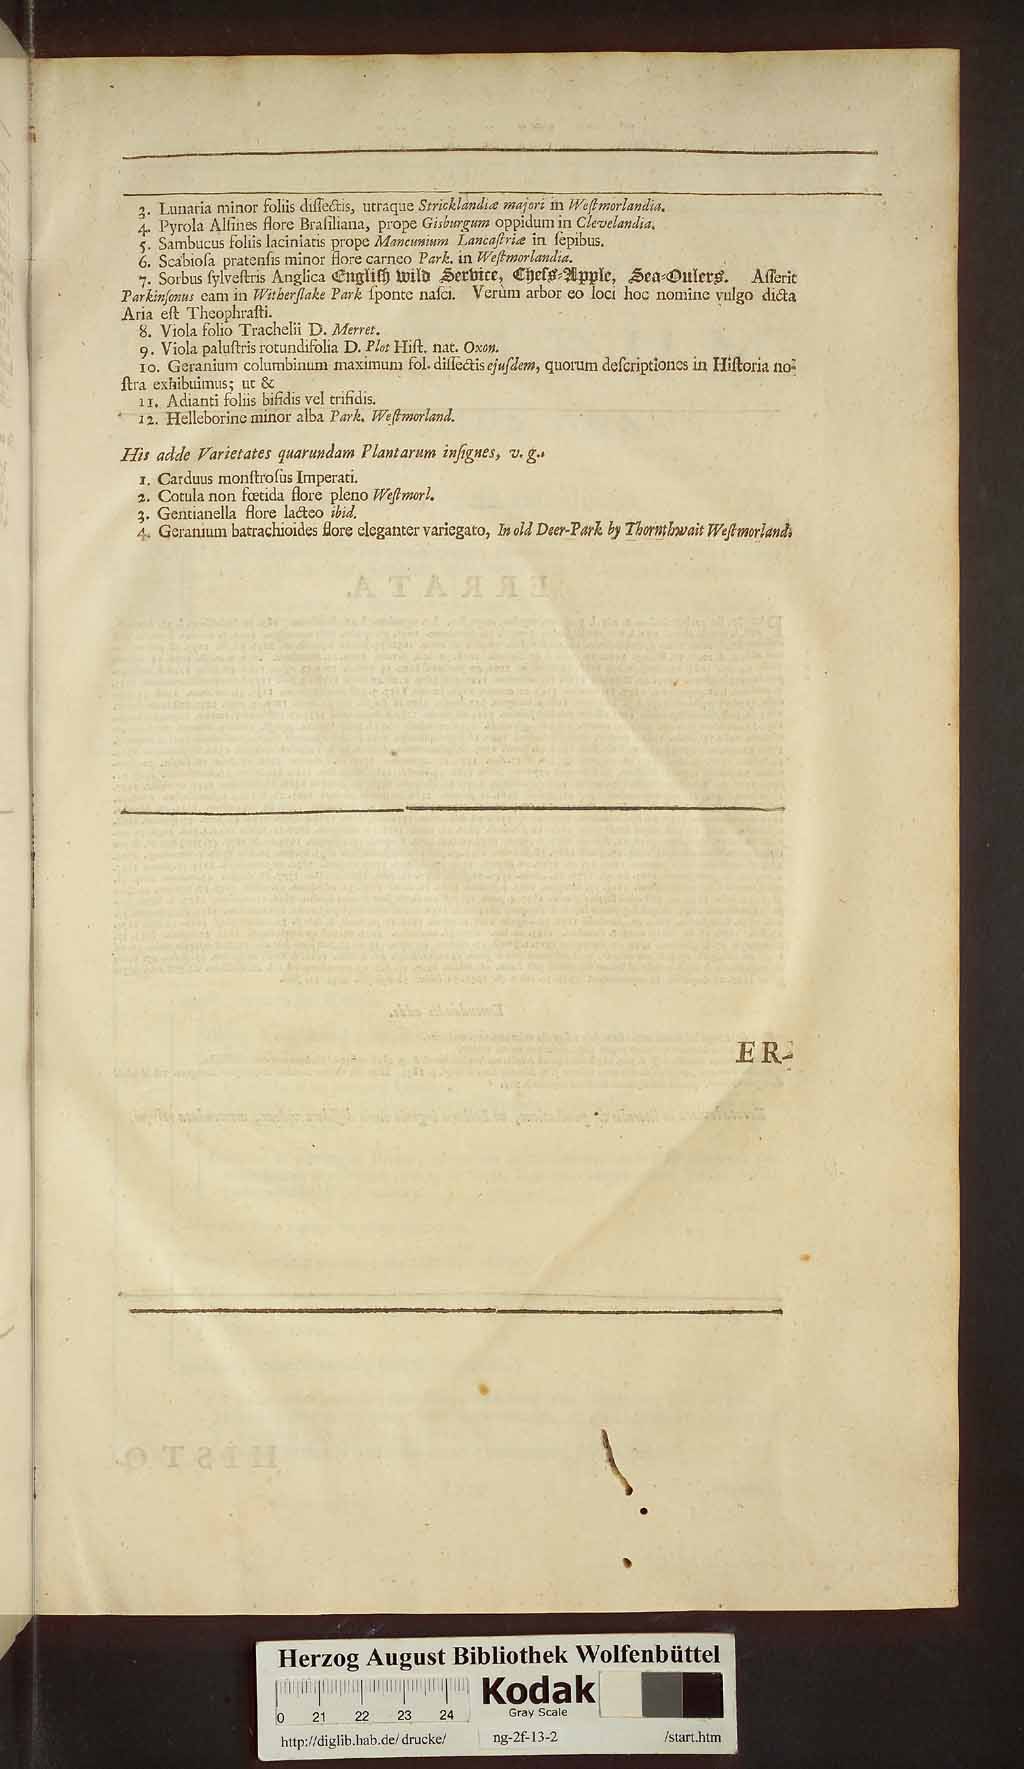 3. Lunaria minor foliis diſſectis, utraque Stricklandiæ majori in Weſtmorlandia.
4. Pyrola Alſines flore Braſiliana, prope Gisburgum oppidum in Clevelandia.
5. Sambucus foliis laciniatis prope Mancunium Lancaſtriæ in ſepibus.
6. Scabioſa pratenſis minor flore carneo Park. in Weſtmorlandia.
7. Sorbus ſylveſtris Anglica Engliſh wild Service, Cheſs-Apple, Sea-Oulers. Aſſerit
Parkinſonus eam in Witherſlake Park ſponte naſci. Verùm arbor eo loci hoc nomine vulgo dicta
Aria eſt Theophraſti.
8. Viola folio Trachelii D. Merret.
9. Viola paluſtris rotundifolia D. Plot Hiſt. nat. Oxon.
10. Geranium columbinum maximum fol. diſſectis ejuſdem, quorum deſcriptiones in Hiſtoria no-
ſtra exhibuimus; ut &
11. Adianti foliis bifidis vel trifidis.
12. Helleborine minor alba Park. Weſtmorland.
His adde Varietates quarundam Plantarum inſignes, v. g.
1. Carduus monſtroſus Imperati.
2. Cotula non fœtida flore pleno Weſtmorl.
3. Gentianella flore lacteo ibid.
4. Geranium batrachioides flore eleganter variegato, In old Deer-Park by Thornthwait Weſtmorland.
ER-
Herzog August Bibliothek Wolfenbüttel
Kodak
Gray Scale
0 21 22 23 24
http://diglib.hab.de/drucke/ ng-2f-13-2 /start.htm